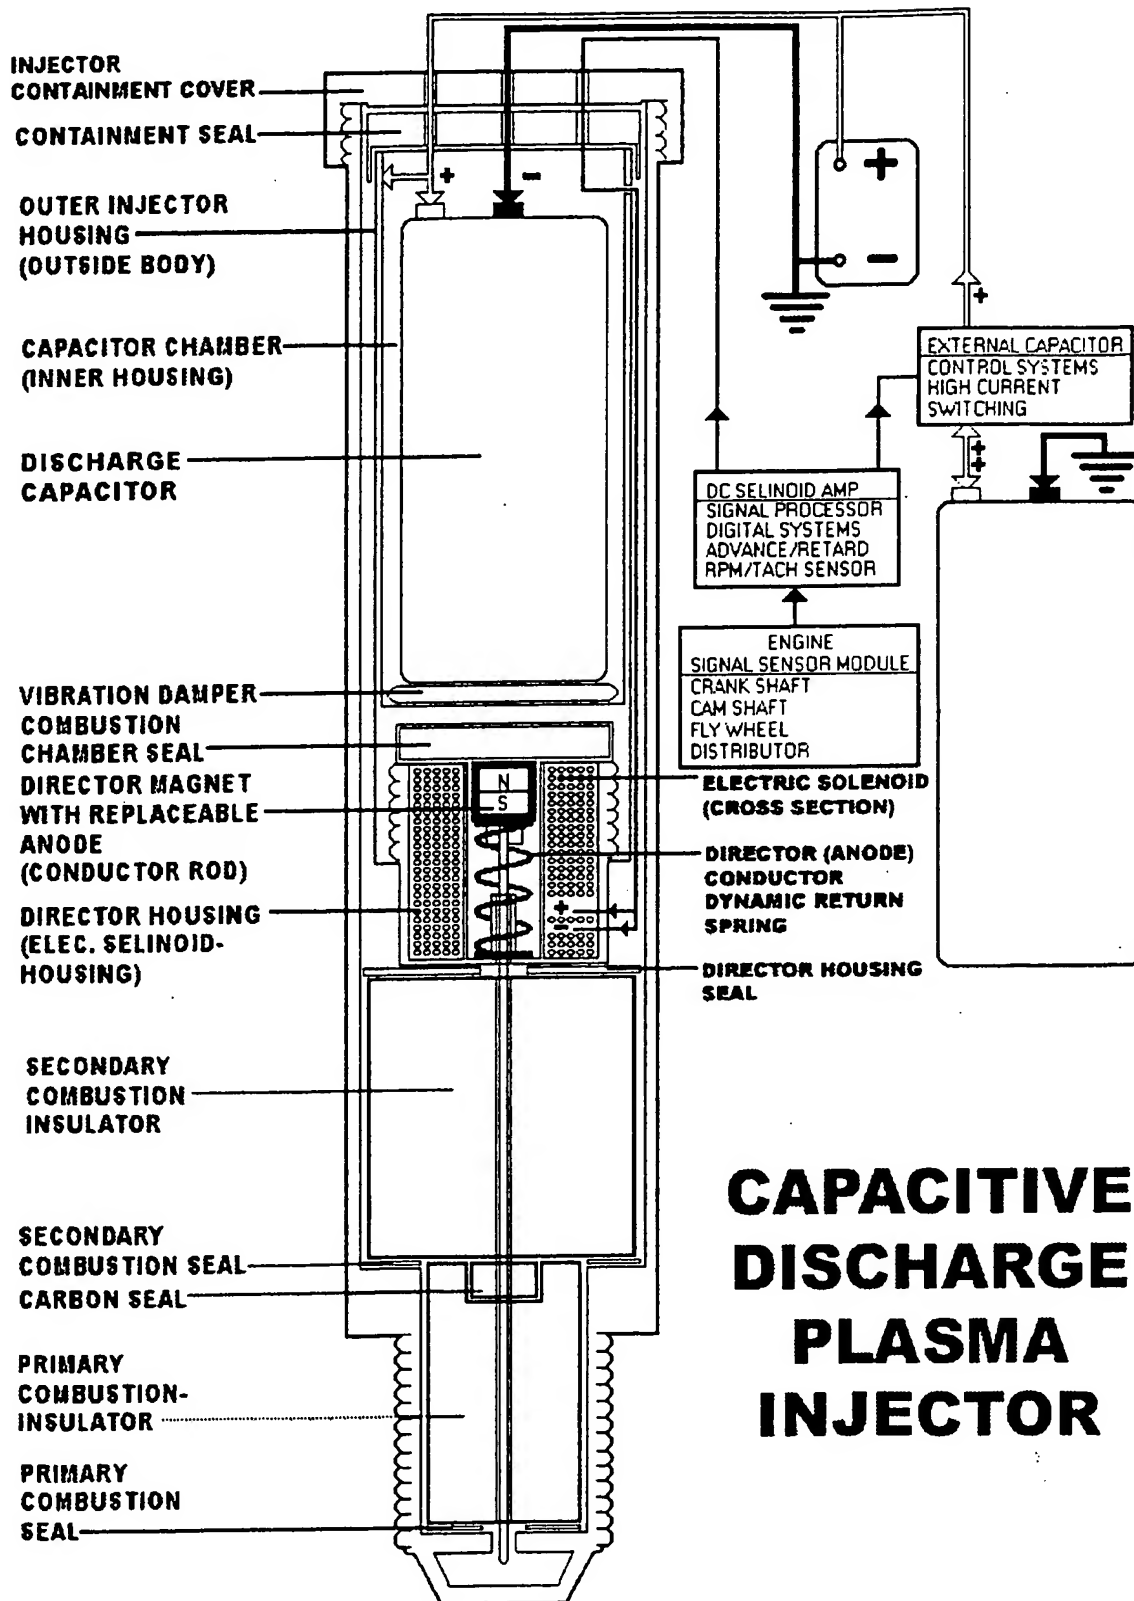 INJECTOR
CONTAINMENT COVER
CONTAINMENT SEAL
OUTER INJECTOR
HOUSING
(OUTSIDE BODY)
CAPACITOR CHAMBER
(INNER HOUSING)
DISCHARGE
CAPACITOR
VIBRATION DAMPER
COMBUSTION
CHAMBER SEAL
DIRECTOR MAGNET
WITH REPLACEABLE
ANODE
(CONDUCTOR ROD)
DIRECTOR HOUSING
(ELEC. SELINOID-
HOUSING)
SECONDARY
COMBUSTION
INSULATOR
SECONDARY
COMBUSTION SEAL
CARBON SEAL
PRIMARY
COMBUSTION-
INSULATOR
PRIMARY
COMBUSTION
SEAL
+
-
N
S
+
-
+
-
+
EXTERNAL CAPACITOR
CONTROL SYSTEMS
HIGH CURRENT
SWITCHING
+
+
DC SELINOID AMP
SIGNAL PROCESSOR
DIGITAL SYSTEMS
ADVANCE/RETARD
RPM/TACH SENSOR
ENGINE
SIGNAL SENSOR MODULE
CRANK SHAFT
CAM SHAFT
FLY WHEEL
DISTRIBUTOR
ELECTRIC SOLENOID
(CROSS SECTION)
DIRECTOR (ANODE)
CONDUCTOR
DYNAMIC RETURN
SPRING
DIRECTOR HOUSING
SEAL
CAPACITIVE
DISCHARGE
PLASMA
INJECTOR